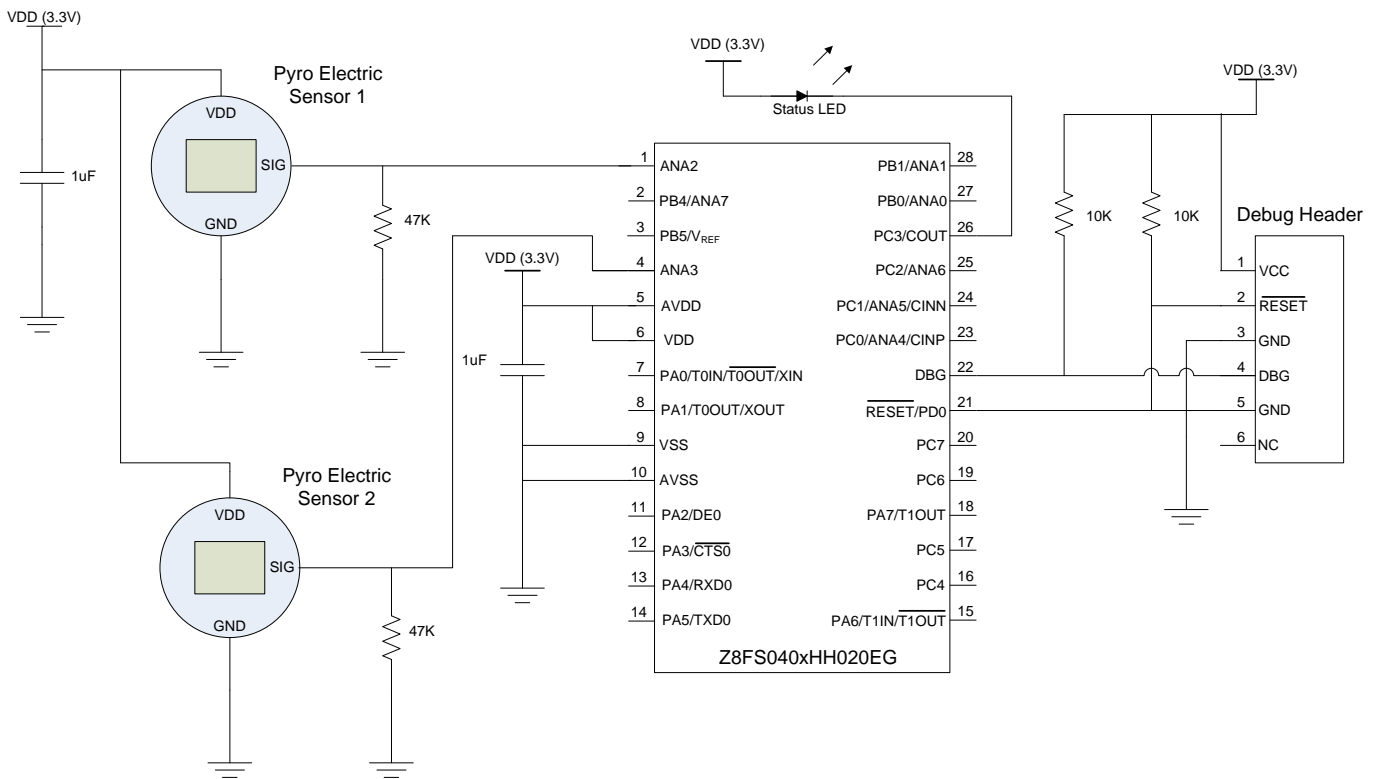 VDD (3.3V)
Pyro Electric
Sensor 1
VDD
SIG
GND
1uF
47K
Pyro Electric
Sensor 2
VDD
SIG
GND
47K
VDD (3.3V)
1uF
VDD (3.3V)
Status LED
1 ANA2
2 PB4/ANA7
3 PB5/VREF
4 ANA3
5 AVDD
6 VDD
7 PA0/T0IN/T0OUT/XIN
8 PA1/T0OUT/XOUT
9 VSS
10 AVSS
11 PA2/DE0
12 PA3/CTS0
13 PA4/RXD0
14 PA5/TXD0
PB1/ANA1 28
PB0/ANA0 27
PC3/COUT 26
PC2/ANA6 25
PC1/ANA5/CINN 24
PC0/ANA4/CINP 23
DBG 22
RESET/PD0 21
PC7 20
PC6 19
PA7/T1OUT 18
PC5 17
PC4 16
PA6/T1IN/T1OUT 15
Z8FS040xHH020EG
VDD (3.3V)
10K
10K
Debug Header
1 VCC
2 RESET
3 GND
4 DBG
5 GND
6 NC